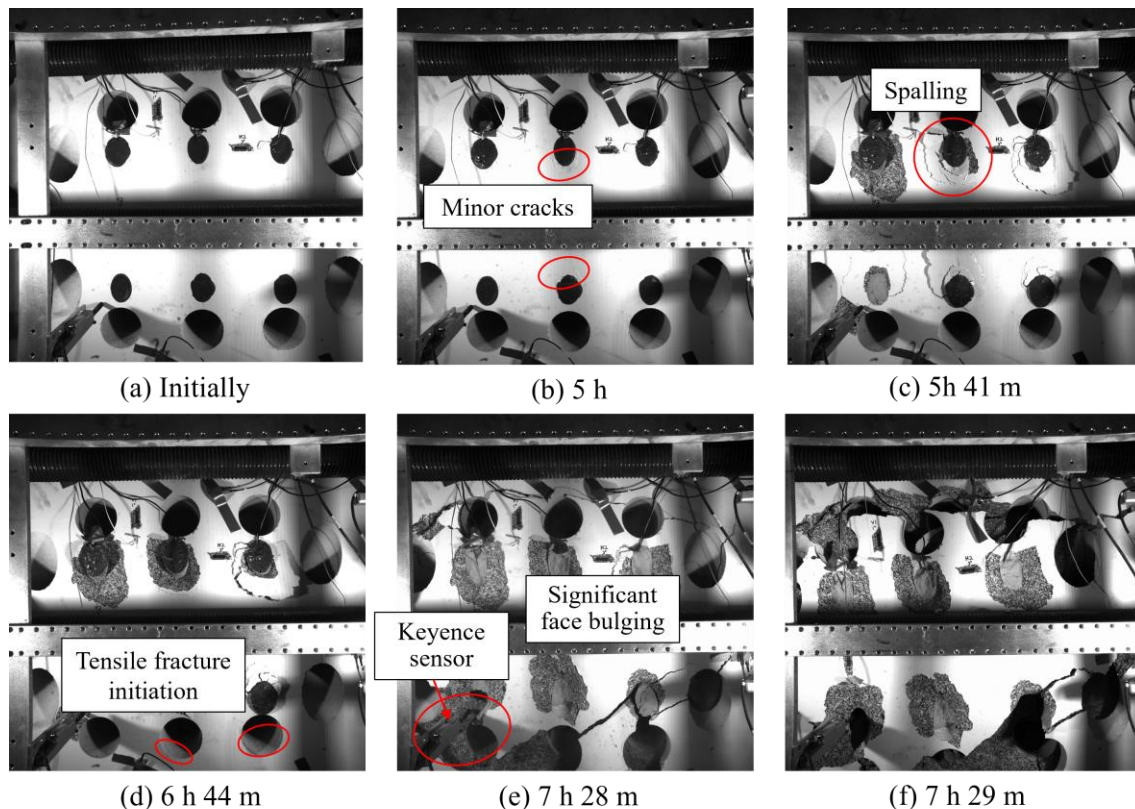 Minor cracks
Spalling
(a) Initially
(b) 5 h
(c) 5h 41 m
Tensile fracture
initiation
Keyence
sensor
Significant
face bulging
(d) 6 h 44 m
(e) 7 h 28 m
(f) 7 h 29 m